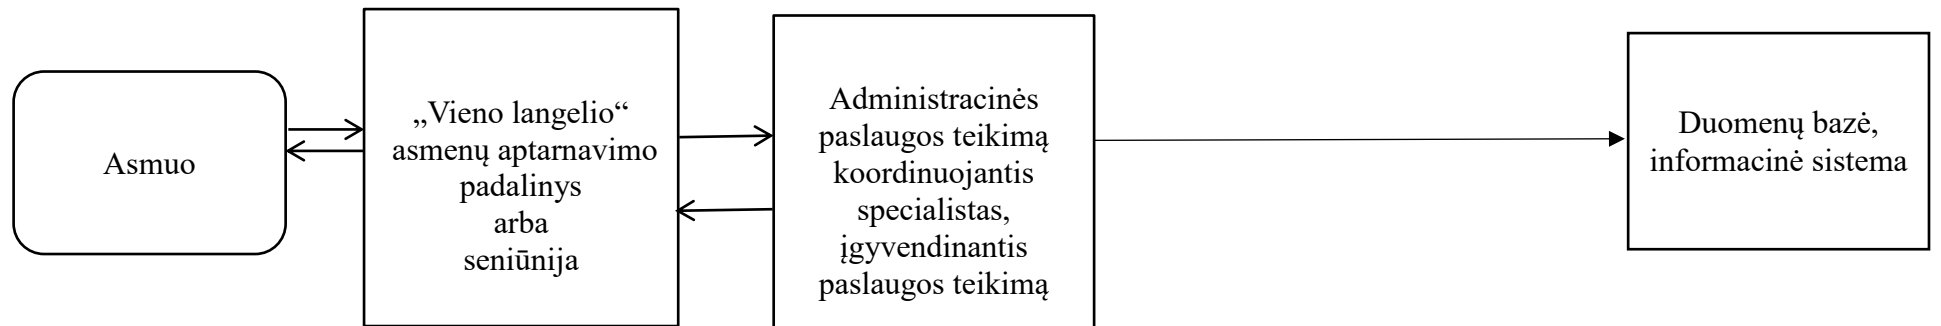 Asmuo
„Vieno langelio“
asmenų aptarnavimo
padalinys
arba
seniūnija
Administracinės
paslaugos teikimą
koordinuojantis
specialistas,
įgyvendinantis
paslaugos teikimą
Duomenų bazė,
informacinė sistema